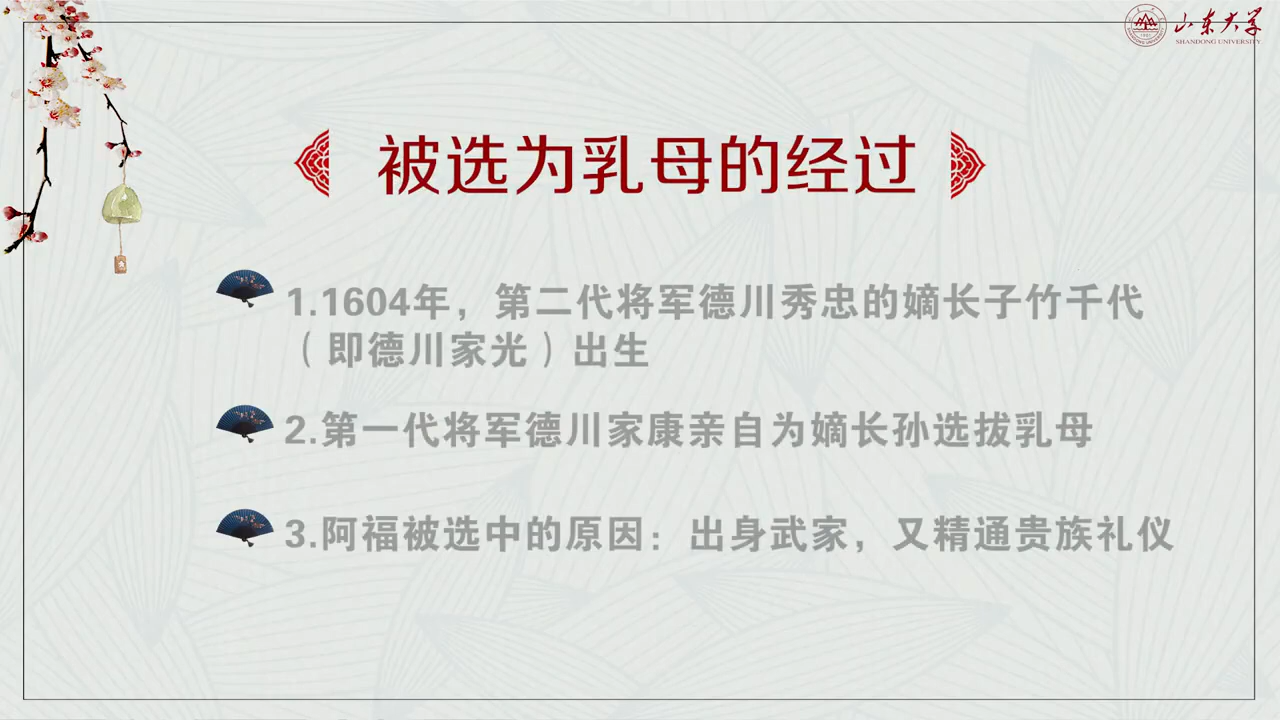 山东大学
SHANDONG UNIVERSITY
被选为乳母的经过
1.1604年，第二代将军德川秀忠的嫡长子竹千代
（即德川家光）出生
2.第一代将军德川家康亲自为嫡长孙选拔乳母
3.阿福被选中的原因：出身武家，又精通贵族礼仪